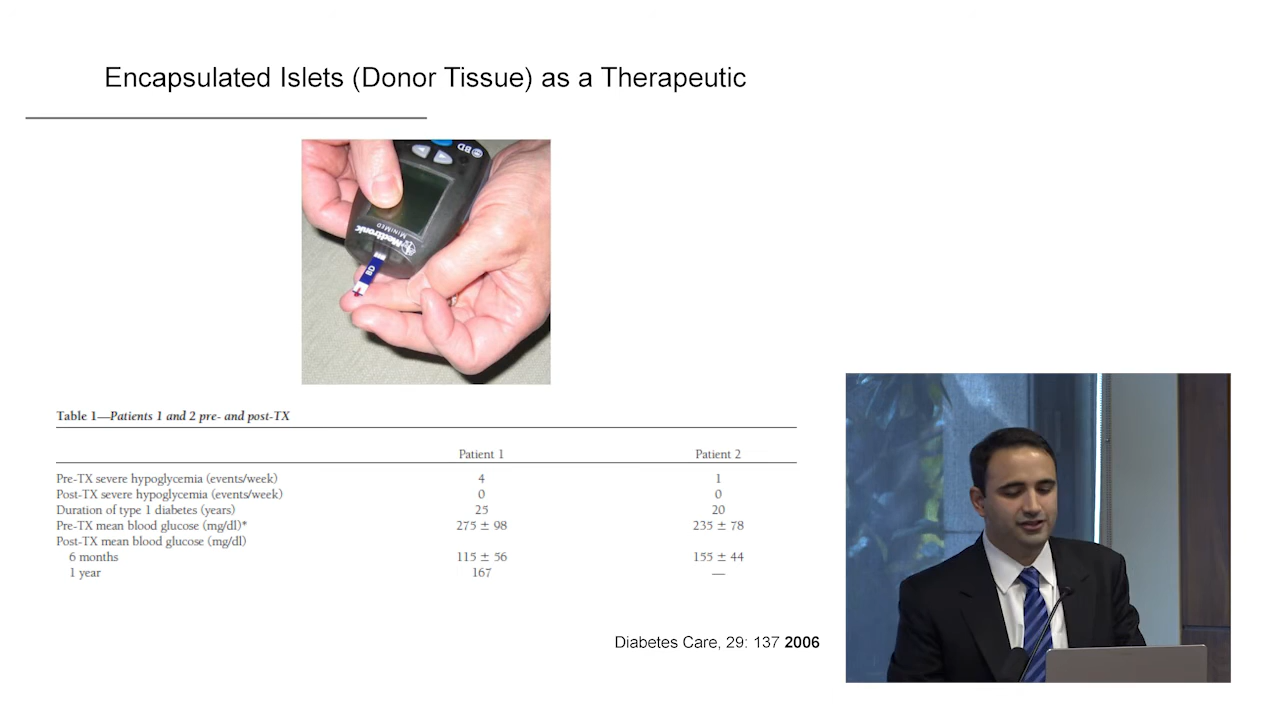 Encapsulated Islets (Donor Tissue) as a Therapeutic
BD
MINIMED
Medtronic
BD
Table 1—Patients 1 and 2 pre- and post-TX
Patient 1 Patient 2
Pre-TX severe hypoglycemia (events/week) 4 1
Post-TX severe hypoglycemia (events/week) 0 0
Duration of type 1 diabetes (years) 25 20
Pre-TX mean blood glucose (mg/dl)* 275 ± 98 235 ± 78
Post-TX mean blood glucose (mg/dl)
6 months 115 ± 56 155 ± 44
1 year 167 —
Diabetes Care, 29: 137 2006